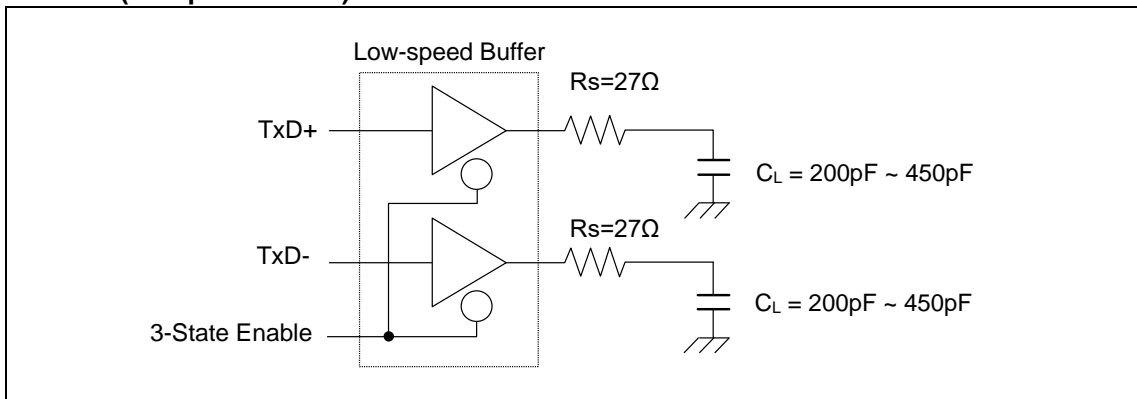 Low-speed Buffer
Rs=27Ω
TxD+
CL = 200pF ~ 450pF
Rs=27Ω
TxD-
CL = 200pF ~ 450pF
3-State Enable